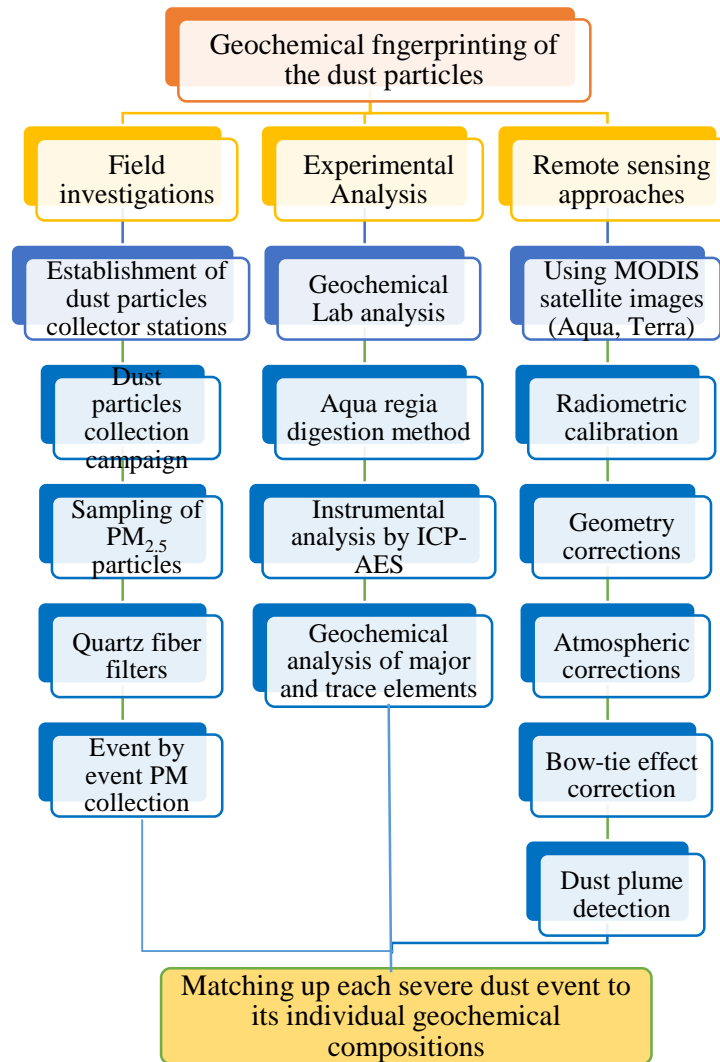 Geochemical fngerprinting of
the dust particles
Field
investigations
Experimental
Analysis
Remote sensing
approaches
Establishment of
dust particles
collector stations
Geochemical
Lab analysis
Using MODIS
satellite images
(Aqua, Terra)
Dust
particles
collection
campaign
Aqua regia
digestion method
Radiometric
calibration
Sampling of
PM2.5
particles
Instrumental
analysis by ICP-
AES
Geometry
corrections
Quartz fiber
filters
Geochemical
analysis of major
and trace elements
Atmospheric
corrections
Event by
event PM
collection
Bow-tie effect
correction
Dust plume
detection
Matching up each severe dust event to
its individual geochemical
compositions